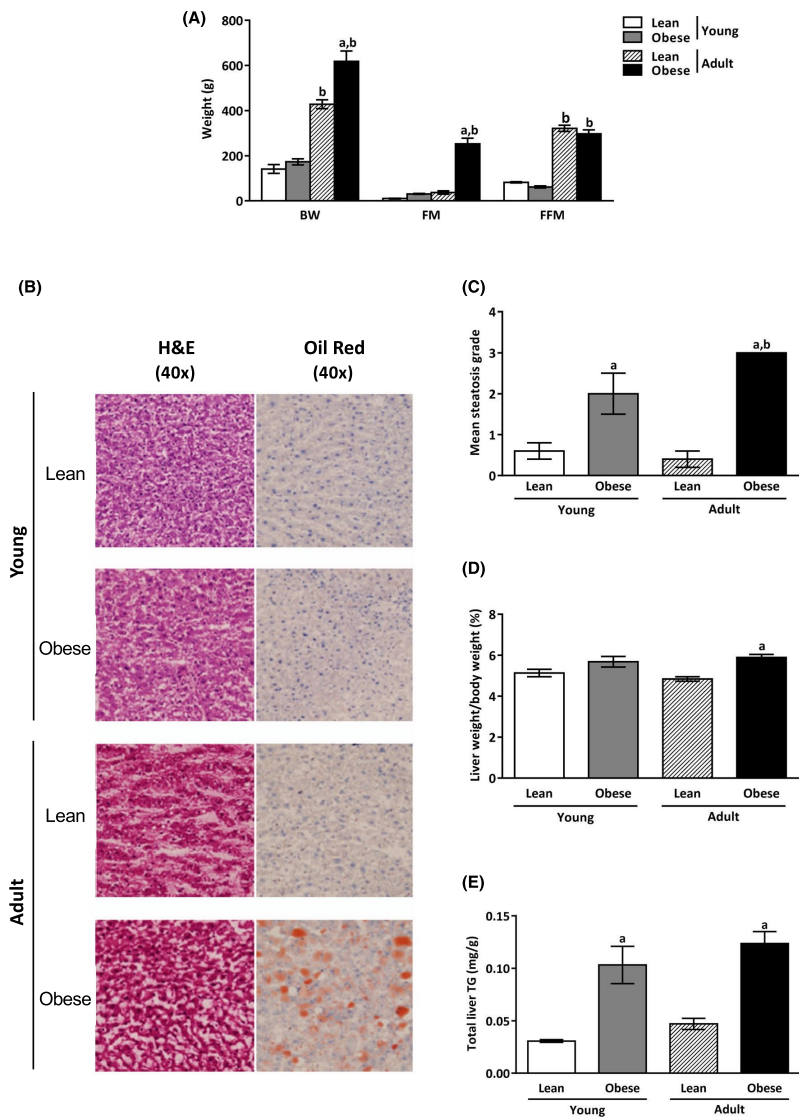 (A)
Weight (g)
800
600
400
200
0
b
a,b
a,b
b
b
BW
FM
FFM
Lean
Obese
Young
Lean
Obese
Adult
(B)
H&E
(40x)
Oil Red
(40x)
Young
Lean
Obese
Adult
Lean
Obese
(C)
Mean steatosis grade
4
3
2
1
0
a
a,b
Lean
Obese
Lean
Obese
Young
Adult
(D)
Liver weight/body weight (%)
8
6
4
2
0
a
Lean
Obese
Lean
Obese
Young
Adult
(E)
Total liver TG (mg/g)
0.15
0.10
0.05
0.00
a
a
Lean
Obese
Lean
Obese
Young
Adult